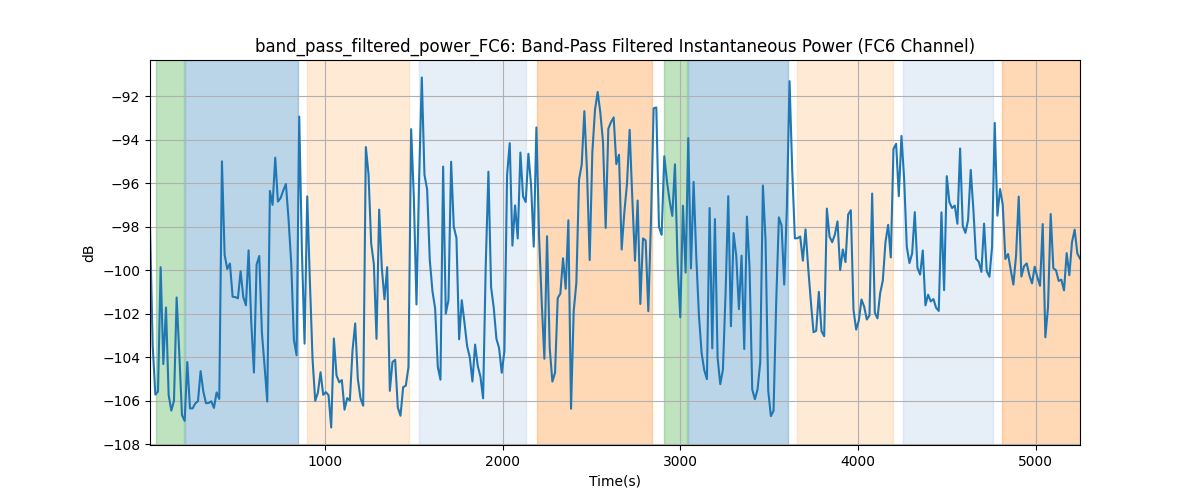 band_pass_filtered_power_FC6: Band-Pass Filtered Instantaneous Power (FC6 Channel)
−92
−94
−96
−98
−100
−102
−104
−106
−108
dB
1000 2000 3000 4000 5000
Time(s)